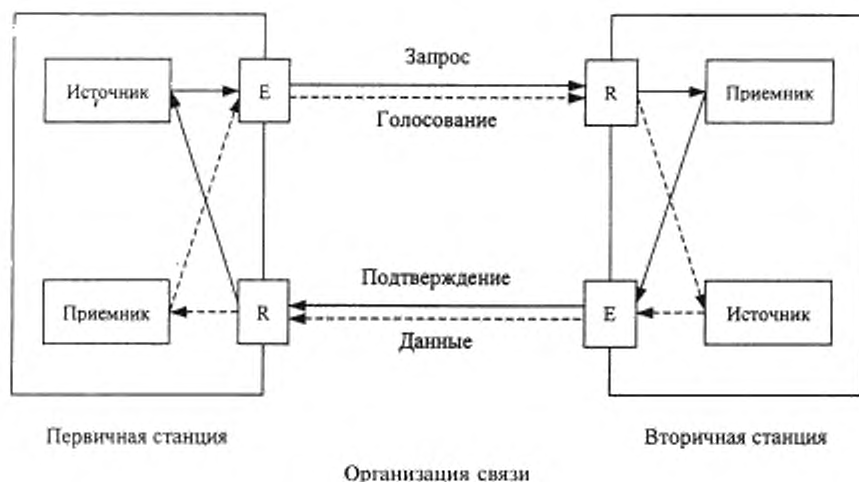 Запрос
Источник
E
R
Приемник
Голосование
Подтверждение
Приемник
R
E
Источник
Данные
Первичная станция
Вторичная станция
Организация связи